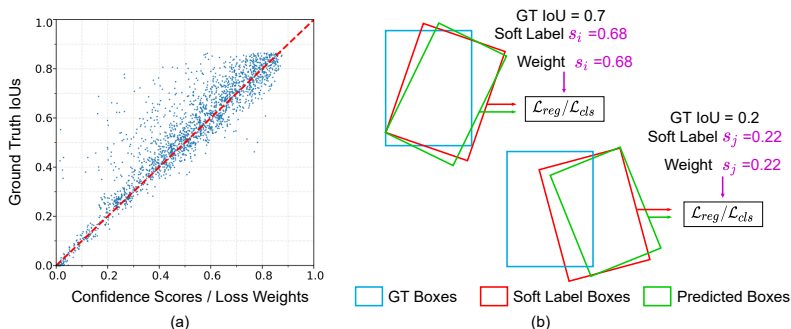 Ground Truth IoUs
1.0
0.8
0.6
0.4
0.2
0.0
0.0
0.2
0.4
0.6
0.8
1.0
Confidence Scores / Loss Weights
(a)
GT IoU = 0.7
Soft Label s_i =0.68
Weight s_i =0.68
ℒ_reg/ℒ_cls
GT IoU = 0.2
Soft Label s_j =0.22
Weight s_j =0.22
ℒ_reg/ℒ_cls
GT Boxes
Soft Label Boxes
Predicted Boxes
(b)